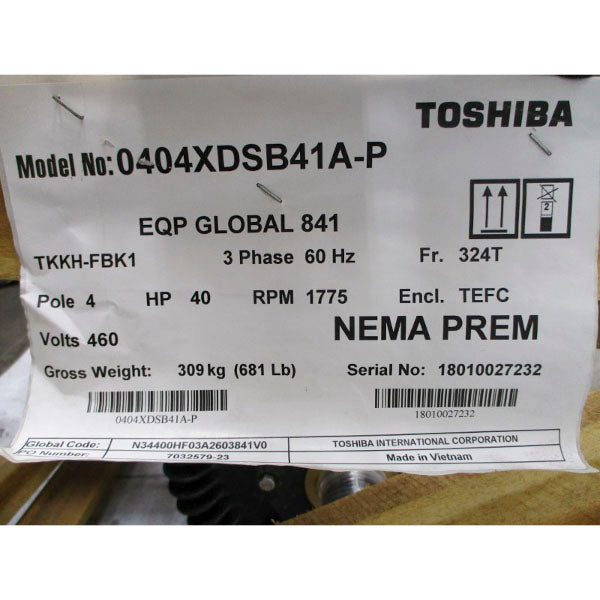 TOSHIBA
Model No: 0404XDSB41A-P
EQP GLOBAL 841
2
TKKH-FBK1 3 Phase 60 Hz Fr. 324T
Pole 4 HP 40 RPM 1775 Encl. TEFC
Volts 460 NEMA PREM
Gross Weight: 309 kg (681 Lb) Serial No: 18010027232
0404XDSB41A-P 18010027232
Global Code: N34400HF03A2603841V0 TOSHIBA INTERNATIONAL CORPORATION
PO Number: 7032579-23 Made in Vietnam